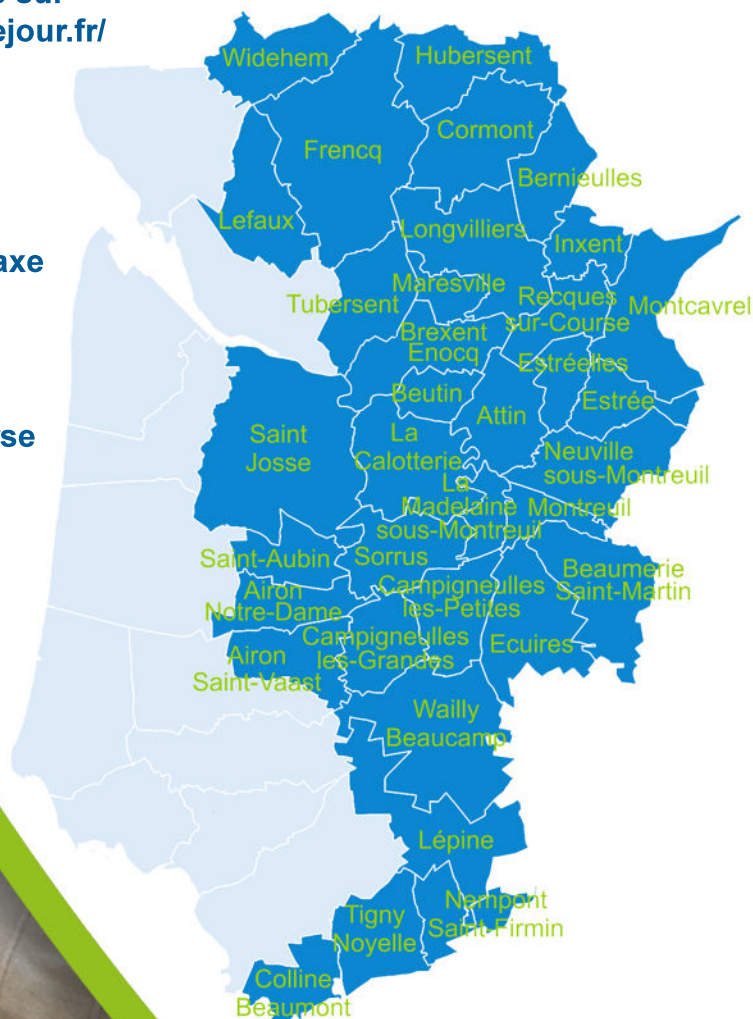 ejour.fr/
axe
Widehem
Hubersent
Frencq
Cormont
Bernieulles
Lefaux
Longvilliers
Inxent
Tubersent
Maresville
Recques
sur-Course
Montcavrel
Brexent
Enocq
Estréelles
Beutin
Attin
Estrée
Saint
Josse
La
Calotterie
Neuville
sous-Montreuil
La
Madelaine
sous-Montreuil
Montreuil
Saint-Aubin
Sorrus
Beaumerie
Saint-Martin
Airon
Notre-Dame
Campigneulles
les-Petites
Airon
Saint-Vaast
Campigneulles
les-Grandes
Ecuires
Wailly
Beaucamp
Lépine
Nempont
Saint-Firmin
Tigny
Noyelle
Colline
Beaumont